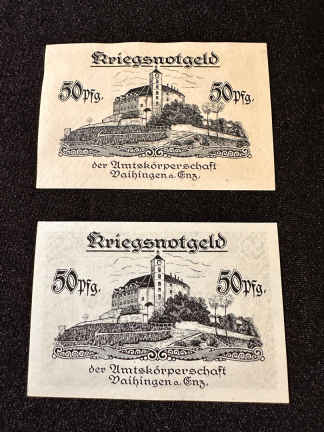 Kriegsnotgeld
50 Pfg. 50 Pfg.
der Amtskörperschaft
Vaihingen a. Enz.
Kriegsnotgeld
50 Pfg. 50 Pfg.
der Amtskörperschaft
Vaihingen a. Enz.